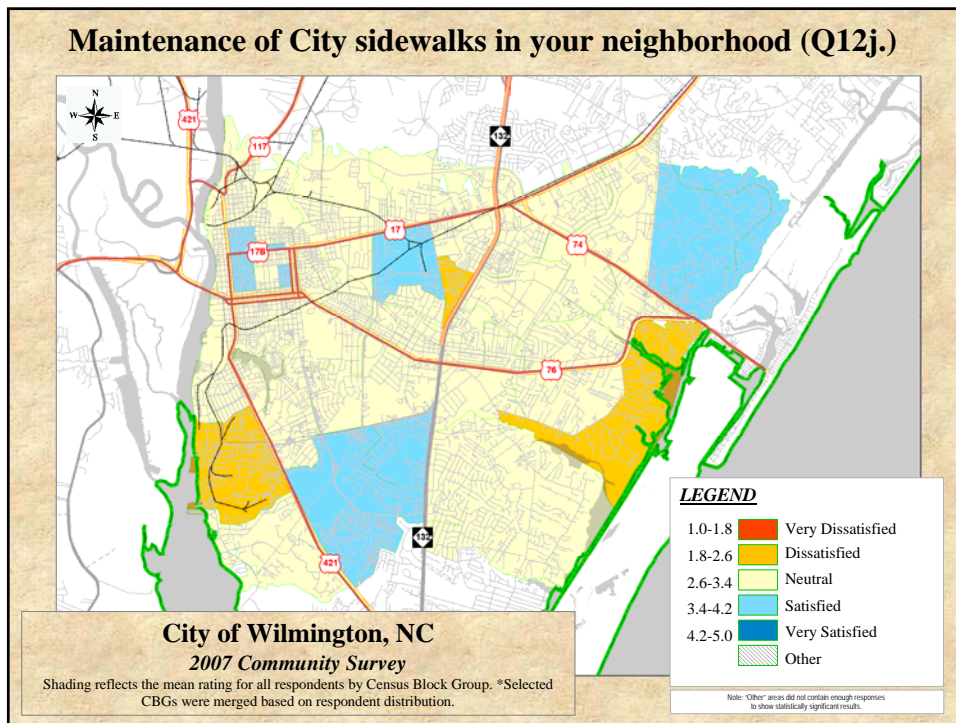 Maintenance of City sidewalks in your neighborhood (Q12j.)
N
W E
S
421
117
132
17
17B
74
76
132
421
LEGEND
1.0-1.8 Very Dissatisfied
1.8-2.6 Dissatisfied
2.6-3.4 Neutral
3.4-4.2 Satisfied
4.2-5.0 Very Satisfied
Other
City of Wilmington, NC
2007 Community Survey
Shading reflects the mean rating for all respondents by Census Block Group. *Selected
CBGs were merged based on respondent distribution.
Note: "Other" areas did not contain enough responses
to show statistically significant results.